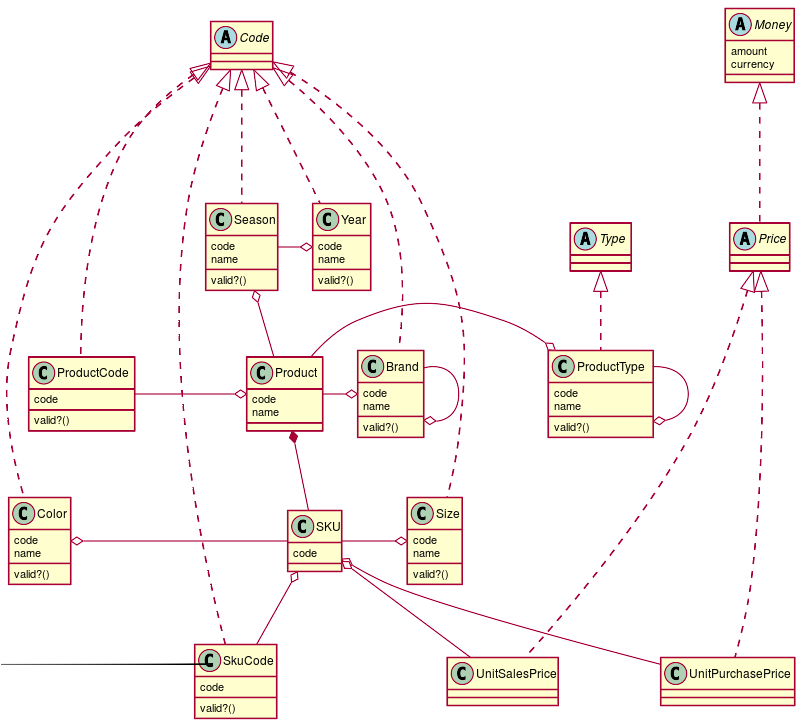 A Code
A Money
amount
currency
C Season
code
name
valid?()
C Year
code
name
valid?()
A Type
A Price
C ProductCode
code
valid?()
C Product
code
name
C Brand
code
name
valid?()
C ProductType
code
name
valid?()
C Color
code
name
valid?()
C SKU
code
C Size
code
name
valid?()
C SkuCode
code
valid?()
C UnitSalesPrice
C UnitPurchasePrice